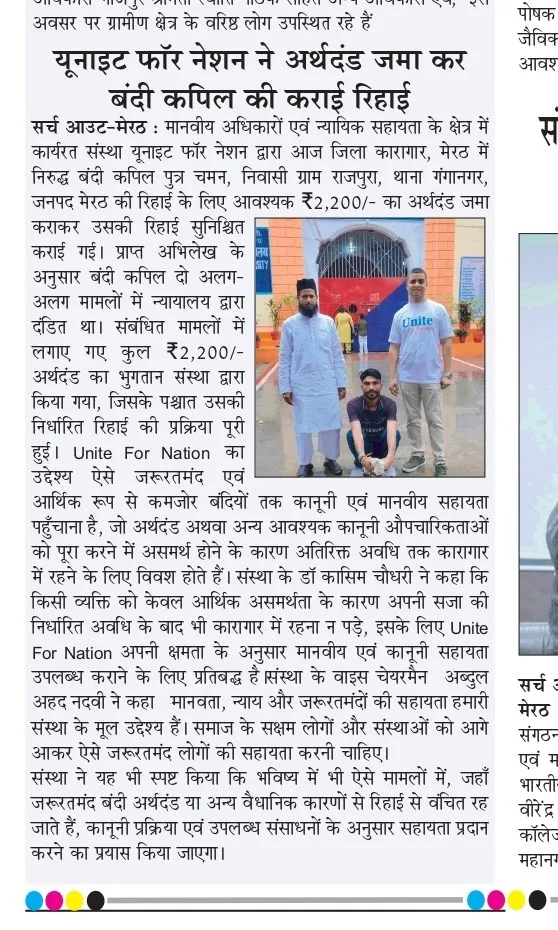 अवसर पर ग्रामीण क्षेत्र के वरिष्ठ लोग उपस्थित रहे हैं
यूनाइट फॉर नेशन ने अर्थदंड जमा कर
बंदी कपिल की कराई रिहाई
सर्च आउट-मेरठ : मानवीय अधिकारों एवं न्यायिक सहायता के क्षेत्र में
कार्यरत संस्था यूनाइट फॉर नेशन द्वारा आज जिला कारागार, मेरठ में
निरुद्ध बंदी कपिल पुत्र चमन, निवासी ग्राम राजपुरा, थाना गंगानगर,
जनपद मेरठ की रिहाई के लिए आवश्यक ₹2,200/- का अर्थदंड जमा
कराकर उसकी रिहाई सुनिश्चित
कराई गई। प्राप्त अभिलेख के
अनुसार बंदी कपिल दो अलग-
अलग मामलों में न्यायालय द्वारा
दंडित था। संबंधित मामलों में
लगाए गए कुल ₹2,200/-
अर्थदंड का भुगतान संस्था द्वारा
किया गया, जिसके पश्चात उसकी
निर्धारित रिहाई की प्रक्रिया पूरी
हुई। Unite For Nation का
उद्देश्य ऐसे जरूरतमंद एवं
आर्थिक रूप से कमजोर बंदियों तक कानूनी एवं मानवीय सहायता
पहुँचाना है, जो अर्थदंड अथवा अन्य आवश्यक कानूनी औपचारिकताओं
को पूरा करने में असमर्थ होने के कारण अतिरिक्त अवधि तक कारागार
में रहने के लिए विवश होते हैं। संस्था के डॉ कासिम चौधरी ने कहा कि
किसी व्यक्ति को केवल आर्थिक असमर्थता के कारण अपनी सजा की
निर्धारित अवधि के बाद भी कारागार में रहना न पड़े, इसके लिए Unite
For Nation अपनी क्षमता के अनुसार मानवीय एवं कानूनी सहायता
उपलब्ध कराने के लिए प्रतिबद्ध है।संस्था के वाइस चेयरमैन अब्दुल
अहद नदवी ने कहा मानवता, न्याय और जरूरतमंदों की सहायता हमारी
संस्था के मूल उद्देश्य हैं। समाज के सक्षम लोगों और संस्थाओं को आगे
आकर ऐसे जरूरतमंद लोगों की सहायता करनी चाहिए।
संस्था ने यह भी स्पष्ट किया कि भविष्य में भी ऐसे मामलों में, जहाँ
जरूरतमंद बंदी अर्थदंड या अन्य वैधानिक कारणों से रिहाई से वंचित रह
जाते हैं, कानूनी प्रक्रिया एवं उपलब्ध संसाधनों के अनुसार सहायता प्रदान
करने का प्रयास किया जाएगा।
Unite
पोषक
जैविक
आवश
सं
सर्च
मेरठ
संगठन
एवं म
भारती
वीरेंद्र
कॉलेज
महानग